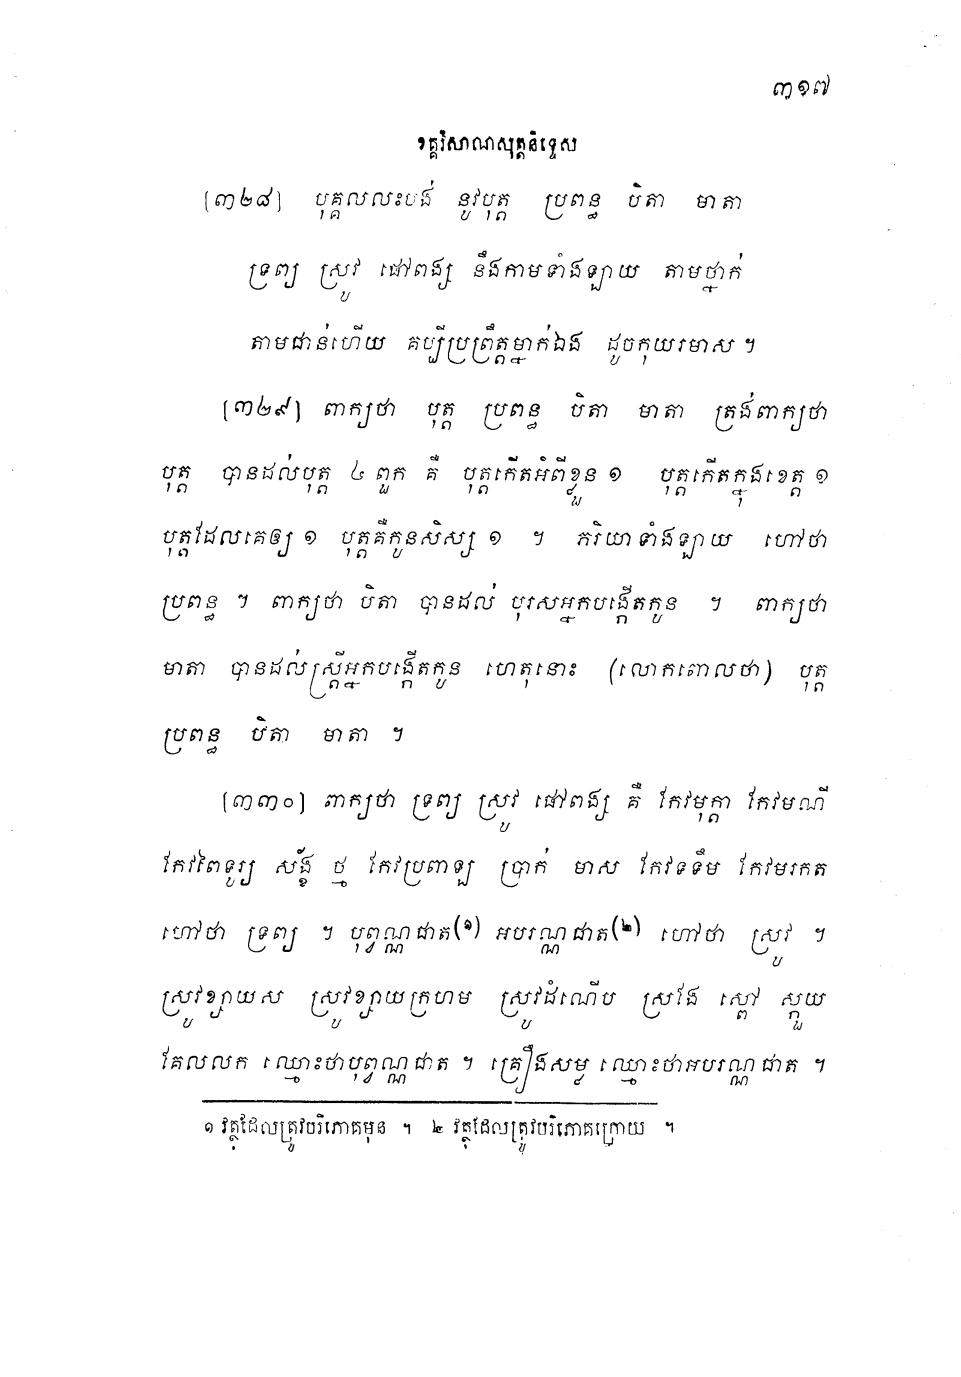 ៣១៧
ខគ្គវិសាណសុត្តនិទ្ទេស
[៣២៨] បុគ្គលលះបង់ នូវបុត្ត ប្រពន្ធ បិតា មាតា
ទ្រព្យ ស្រូវ ផៅពង្ស នឹងកាមទាំងឡាយ តាមថ្នាក់
តាមជាន់ហើយ គប្បីប្រព្រឹត្តម្នាក់ឯង ដូចកុយរមាស ។
[៣២៩] ពាក្យថា បុត្ត ប្រពន្ធ បិតា មាតា ត្រង់ពាក្យថា
បុត្ត បានដល់បុត្ត ៤ ពួក គឺ បុត្តកើតអំពីខ្លួន ១ បុត្តកើតក្នុងខេត្ត ១
បុត្តដែលគេឲ្យ ១ បុត្តគឺកូនសិស្ស ១ ។ ភរិយាទាំងឡាយ ហៅថា
ប្រពន្ធ ។ ពាក្យថា បិតា បានដល់ បុរសអ្នកបង្កើតកូន ។ ពាក្យថា
មាតា បានដល់ស្ត្រីអ្នកបង្កើតកូន ហេតុនោះ (លោកពោលថា) បុត្ត
ប្រពន្ធ បិតា មាតា ។
[៣៣០] ពាក្យថា ទ្រព្យ ស្រូវ ផៅពង្ស គឺ កែវមុក្តា កែវមណី
កែវពៃទូរ្យ ស័ង្ខ ថ្ម កែវប្រពាឡ ប្រាក់ មាស កែវទទឹម កែវមរកត
ហៅថា ទ្រព្យ ។ បុព្វណ្ណជាត(១) អបរណ្ណជាត(២) ហៅថា ស្រូវ ។
ស្រូវខ្សាយស ស្រូវខ្សាយក្រហម ស្រូវដំណើប ស្រងែ ស្ពៅ ស្គួយ
គែលលក ឈ្មោះថាបុព្វណ្ណជាត ។ គ្រឿងសម្ល ឈ្មោះថាអបរណ្ណជាត ។
១ វត្ថុដែលត្រូវបរិភោគមុន ។ ២ វត្ថុដែលត្រូវបរិភោគក្រោយ ។